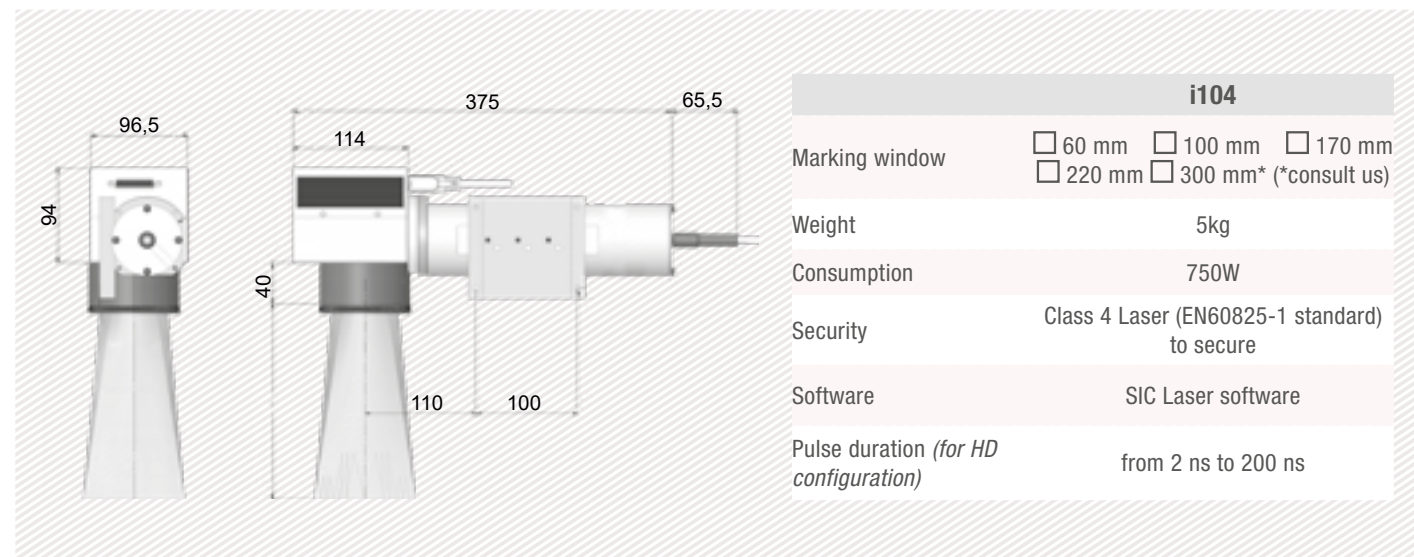 96,5
94
375
65,5
114
40
110
100
i104
Marking window
☐ 60 mm ☐ 100 mm ☐ 170 mm
☐ 220 mm ☐ 300 mm* (*consult us)
Weight
5kg
Consumption
750W
Security
Class 4 Laser (EN60825-1 standard)
to secure
Software
SIC Laser software
Pulse duration (for HD
configuration)
from 2 ns to 200 ns